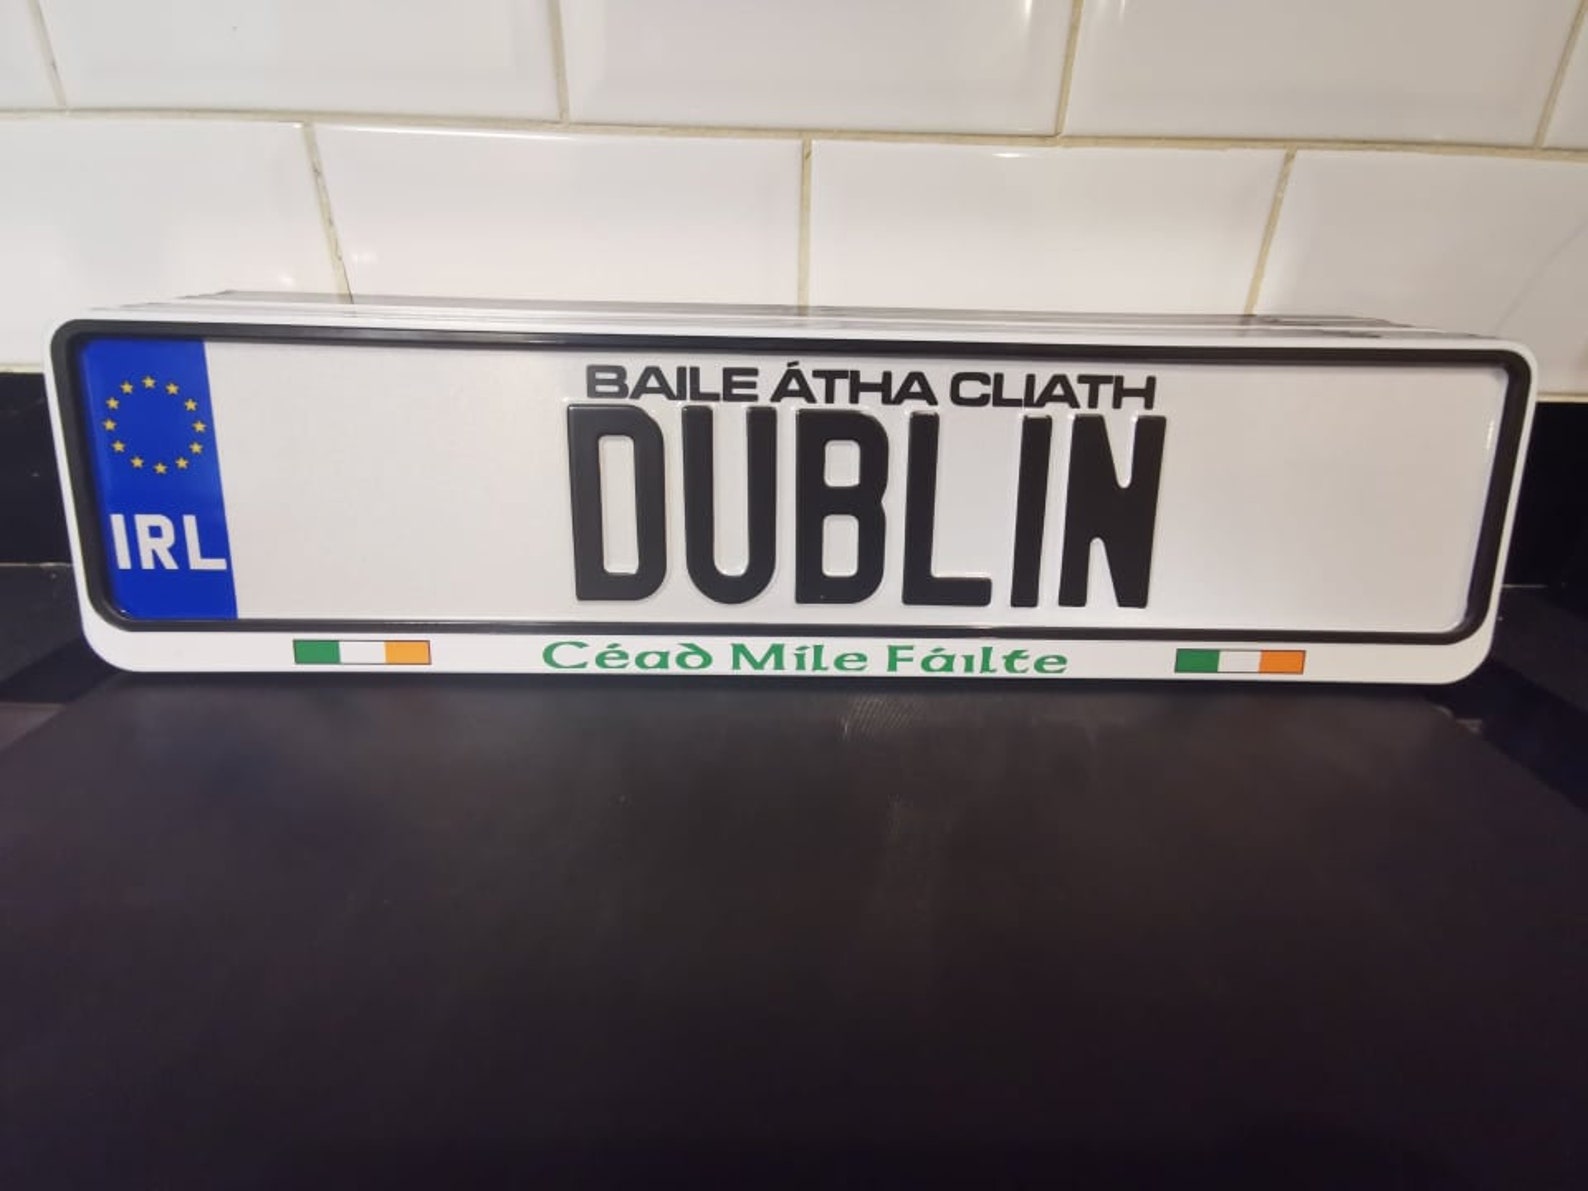 BAILE ÁTHA CLIATH
DUBLIN
IRL
Céad Míle Fáilte